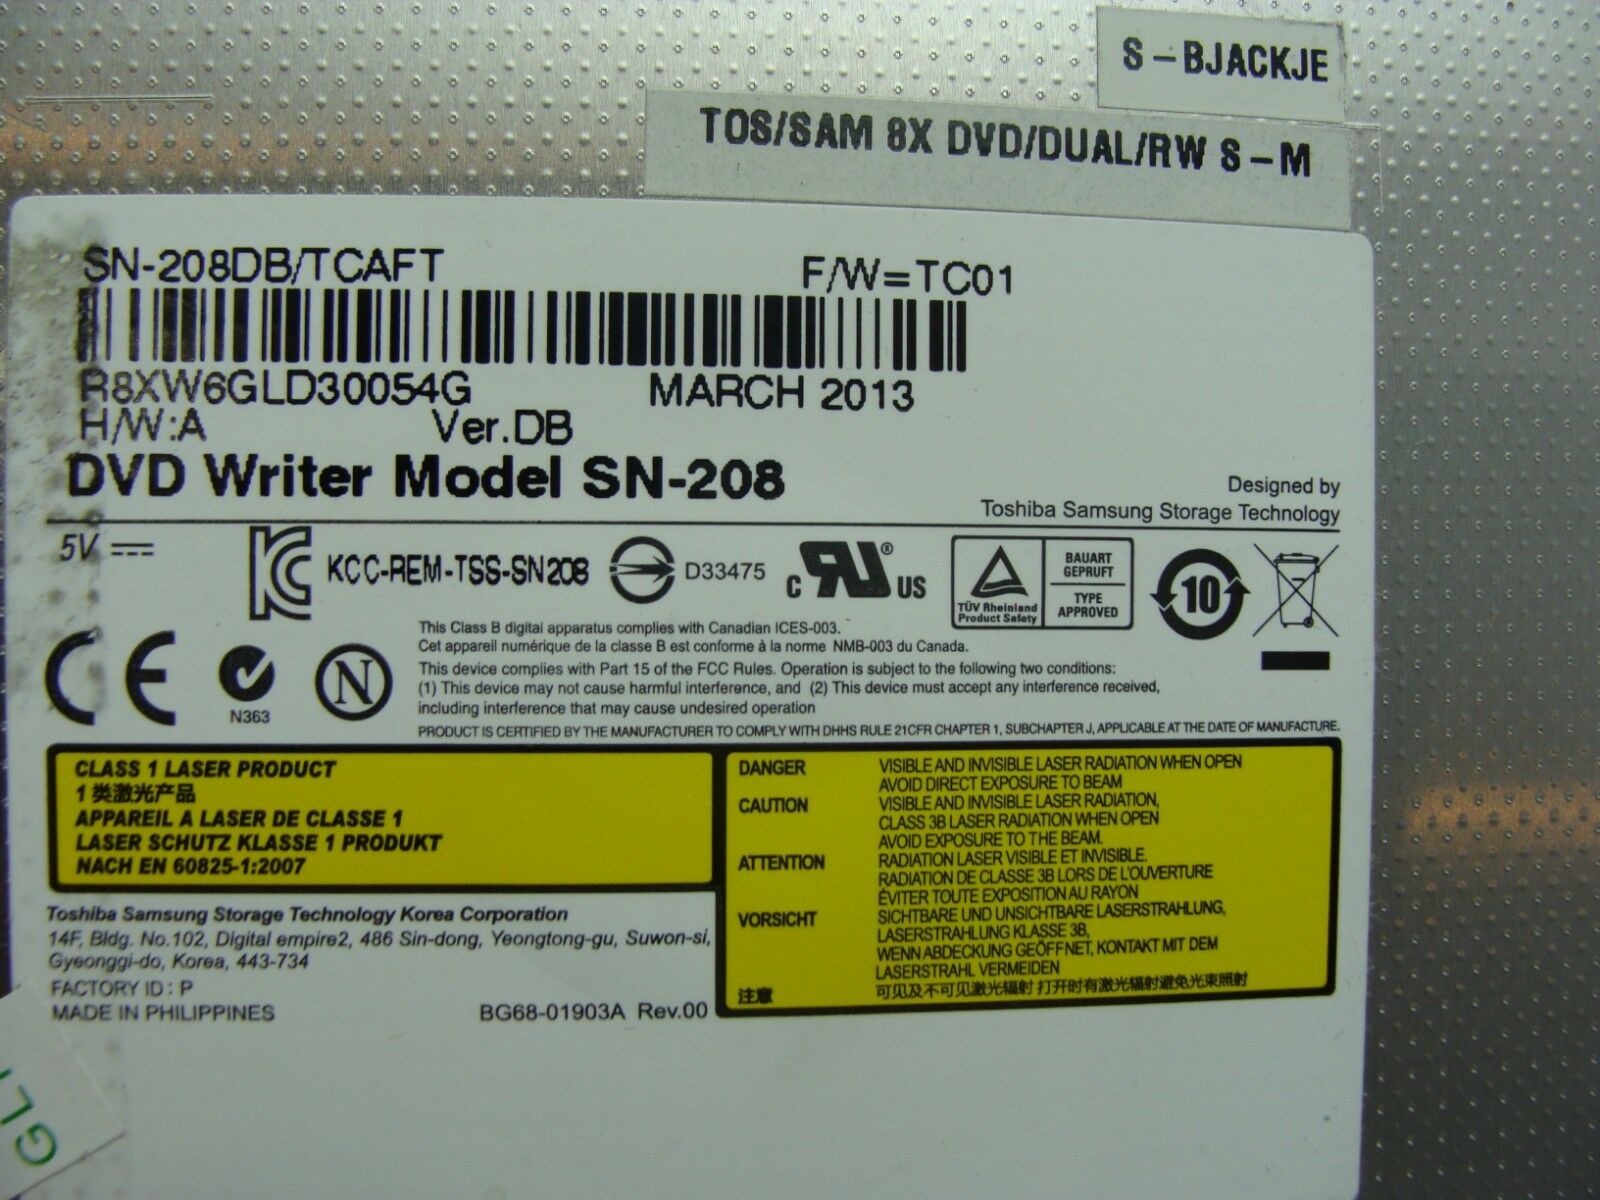 S – BJACKJE
TOS/SAM 8X DVD/DUAL/RW S – M
SN-208DB/TCAFT F/W=TC01
R8XW6GLD30054G MARCH 2013
H/W:A Ver.DB
DVD Writer Model SN-208
Designed by
Toshiba Samsung Storage Technology
5V
KCC-REM-TSS-SN208
D33475
c RU ® US
TÜV Rheinland
Product Safety
BAUART
GEPRÜFT
TYPE
APPROVED
10
CE
N363
N
This Class B digital apparatus complies with Canadian ICES-003.
Cet appareil numérique de la classe B est conforme à la norme NMB-003 du Canada.
This device complies with Part 15 of the FCC Rules. Operation is subject to the following two conditions:
(1) This device may not cause harmful interference, and (2) This device must accept any interference received,
including interference that may cause undesired operation
PRODUCT IS CERTIFIED BY THE MANUFACTURER TO COMPLY WITH DHHS RULE 21CFR CHAPTER 1, SUBCHAPTER J, APPLICABLE AT THE DATE OF MANUFACTURE.
CLASS 1 LASER PRODUCT
1 类激光产品
APPAREIL A LASER DE CLASSE 1
LASER SCHUTZ KLASSE 1 PRODUKT
NACH EN 60825-1:2007
DANGER VISIBLE AND INVISIBLE LASER RADIATION WHEN OPEN
AVOID DIRECT EXPOSURE TO BEAM
CAUTION VISIBLE AND INVISIBLE LASER RADIATION,
CLASS 3B LASER RADIATION WHEN OPEN
AVOID EXPOSURE TO THE BEAM.
ATTENTION RADIATION LASER VISIBLE ET INVISIBLE.
RADIATION DE CLASSE 3B LORS DE L'OUVERTURE
ÉVITER TOUTE EXPOSITION AU RAYON
VORSICHT SICHTBARE UND UNSICHTBARE LASERSTRAHLUNG,
LASERSTRAHLUNG KLASSE 3B,
WENN ABDECKUNG GEÖFFNET, KONTAKT MIT DEM
LASERSTRAHL VERMEIDEN
注意 可见及不可见激光辐射 打开时有激光辐射避免光束照射
Toshiba Samsung Storage Technology Korea Corporation
14F, Bldg. No.102, Digital empire2, 486 Sin-dong, Yeongtong-gu, Suwon-si,
Gyeonggi-do, Korea, 443-734
FACTORY ID : P
MADE IN PHILIPPINES BG68-01903A Rev.00